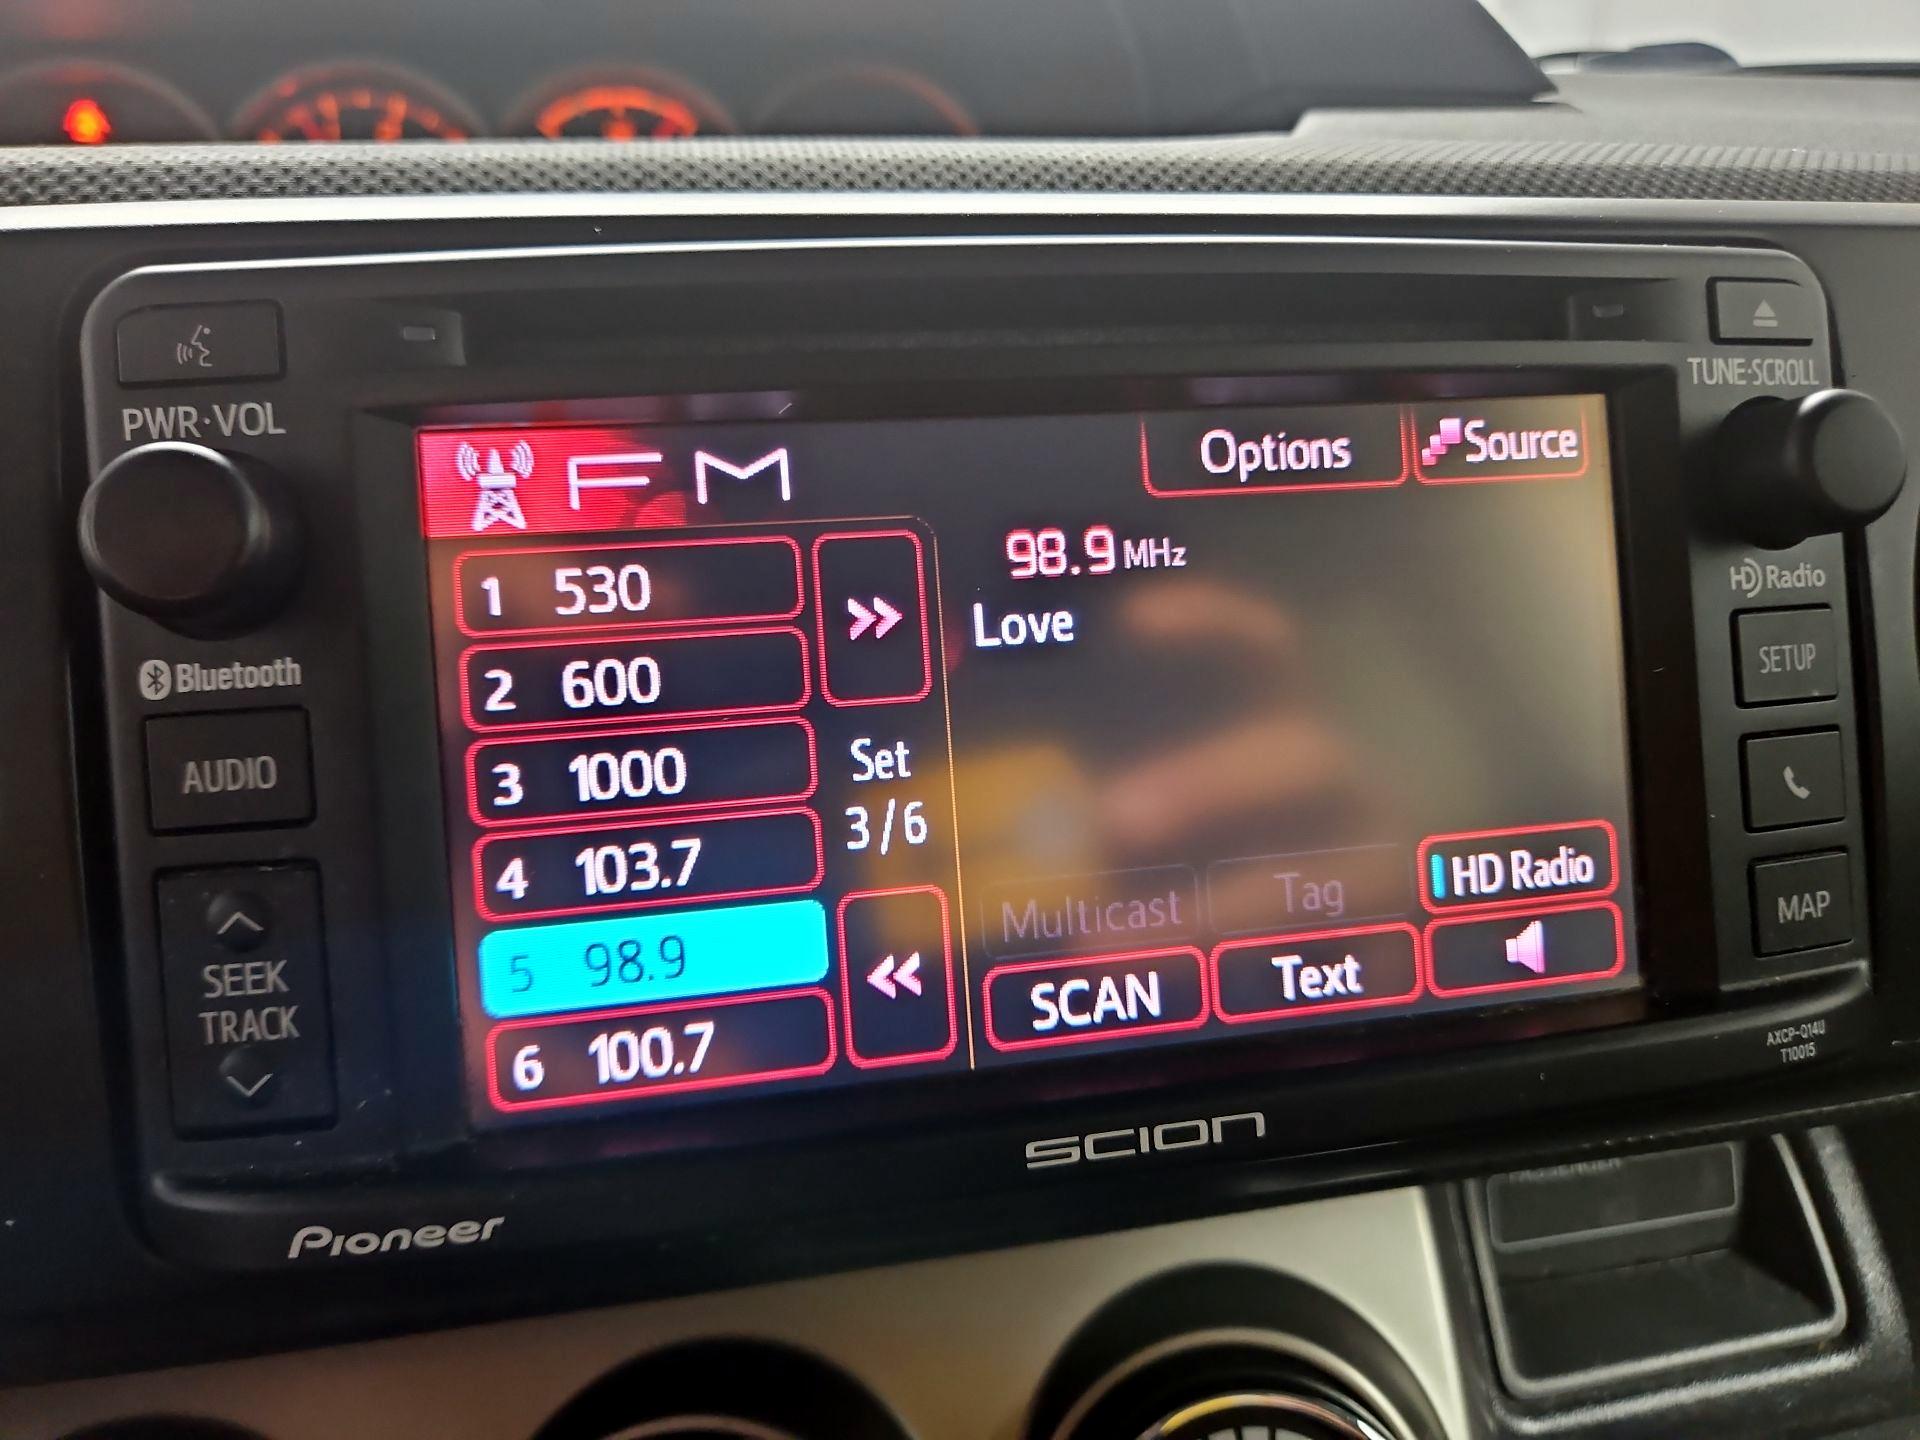 PWR·VOL
TUNE·SCROLL
FM
Options
Source
98.9 MHz
Love
1 530
2 600
3 1000
4 103.7
5 98.9
6 100.7
Set
3/6
Multicast
Tag
HD Radio
SCAN
Text
Bluetooth
AUDIO
SEEK
TRACK
HD Radio
SETUP
MAP
AXCP-Q14U
T10015
SCION
Pioneer
PASSENGER